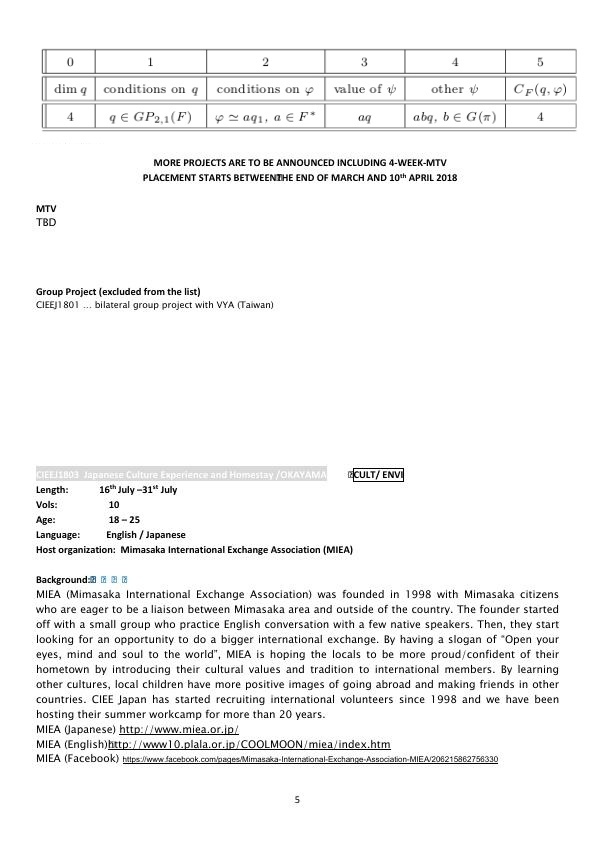 0 1 2 3 4 5
dim q conditions on q conditions on φ value of ψ other ψ C_F(q, φ)
4 q ∈ GP_{2,1}(F) φ ≃ aq₁, a ∈ F* aq abq, b ∈ G(π) 4
MORE PROJECTS ARE TO BE ANNOUNCED INCLUDING 4-WEEK-MTV
PLACEMENT STARTS BETWEEN THE END OF MARCH AND 10th APRIL 2018
MTV
TBD
Group Project (excluded from the list)
CIEEJ1801 … bilateral group project with VYA (Taiwan)
CIEEJ1803 Japanese Culture Experience and Homestay /OKAYAMA CULT/ ENVI
Length: 16th July –31st July
Vols: 10
Age: 18 – 25
Language: English / Japanese
Host organization: Mimasaka International Exchange Association (MIEA)
Background:
MIEA (Mimasaka International Exchange Association) was founded in 1998 with Mimasaka citizens
who are eager to be a liaison between Mimasaka area and outside of the country. The founder started
off with a small group who practice English conversation with a few native speakers. Then, they start
looking for an opportunity to do a bigger international exchange. By having a slogan of “Open your
eyes, mind and soul to the world”, MIEA is hoping the locals to be more proud/confident of their
hometown by introducing their cultural values and tradition to international members. By learning
other cultures, local children have more positive images of going abroad and making friends in other
countries. CIEE Japan has started recruiting international volunteers since 1998 and we have been
hosting their summer workcamp for more than 20 years.
MIEA (Japanese) http://www.miea.or.jp/
MIEA (English)http://www10.plala.or.jp/COOLMOON/miea/index.htm
MIEA (Facebook) https://www.facebook.com/pages/Mimasaka-International-Exchange-Association-MIEA/206215862756330
5